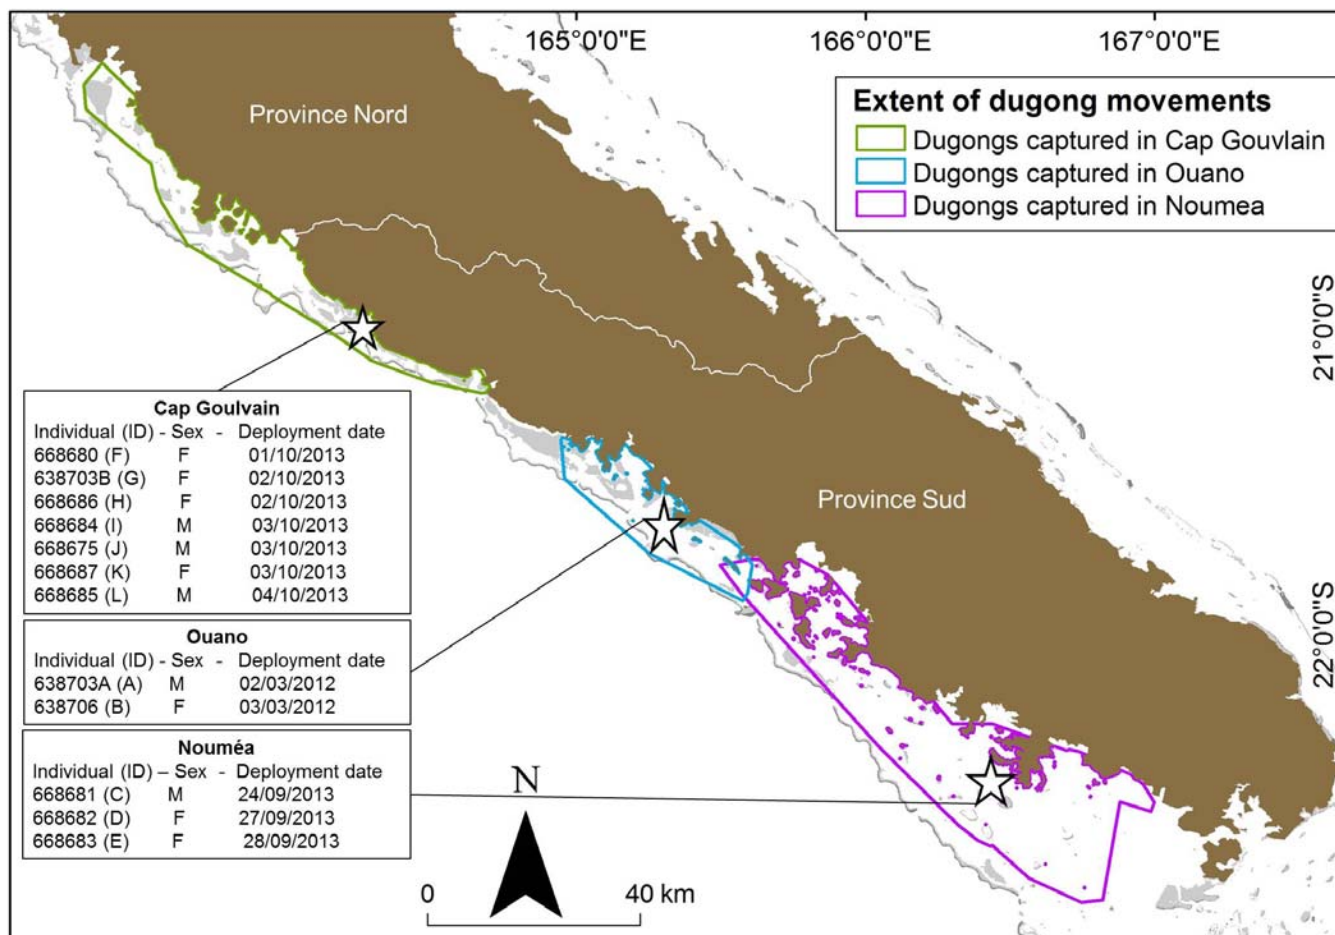 165°0'0"E 166°0'0"E 167°0'0"E
Province Nord
Extent of dugong movements
Dugongs captured in Cap Gouvlain
Dugongs captured in Ouano
Dugongs captured in Noumea
21°0'0"S
Cap Goulvain
Individual (ID) - Sex - Deployment date
668680 (F) F 01/10/2013
638703B (G) F 02/10/2013
668686 (H) F 02/10/2013
668684 (I) M 03/10/2013
668675 (J) M 03/10/2013
668687 (K) F 03/10/2013
668685 (L) M 04/10/2013
Province Sud
22°0'0"S
Ouano
Individual (ID) - Sex - Deployment date
638703A (A) M 02/03/2012
638706 (B) F 03/03/2012
Nouméa
Individual (ID) – Sex - Deployment date
668681 (C) M 24/09/2013
668682 (D) F 27/09/2013
668683 (E) F 28/09/2013
N
0 40 km